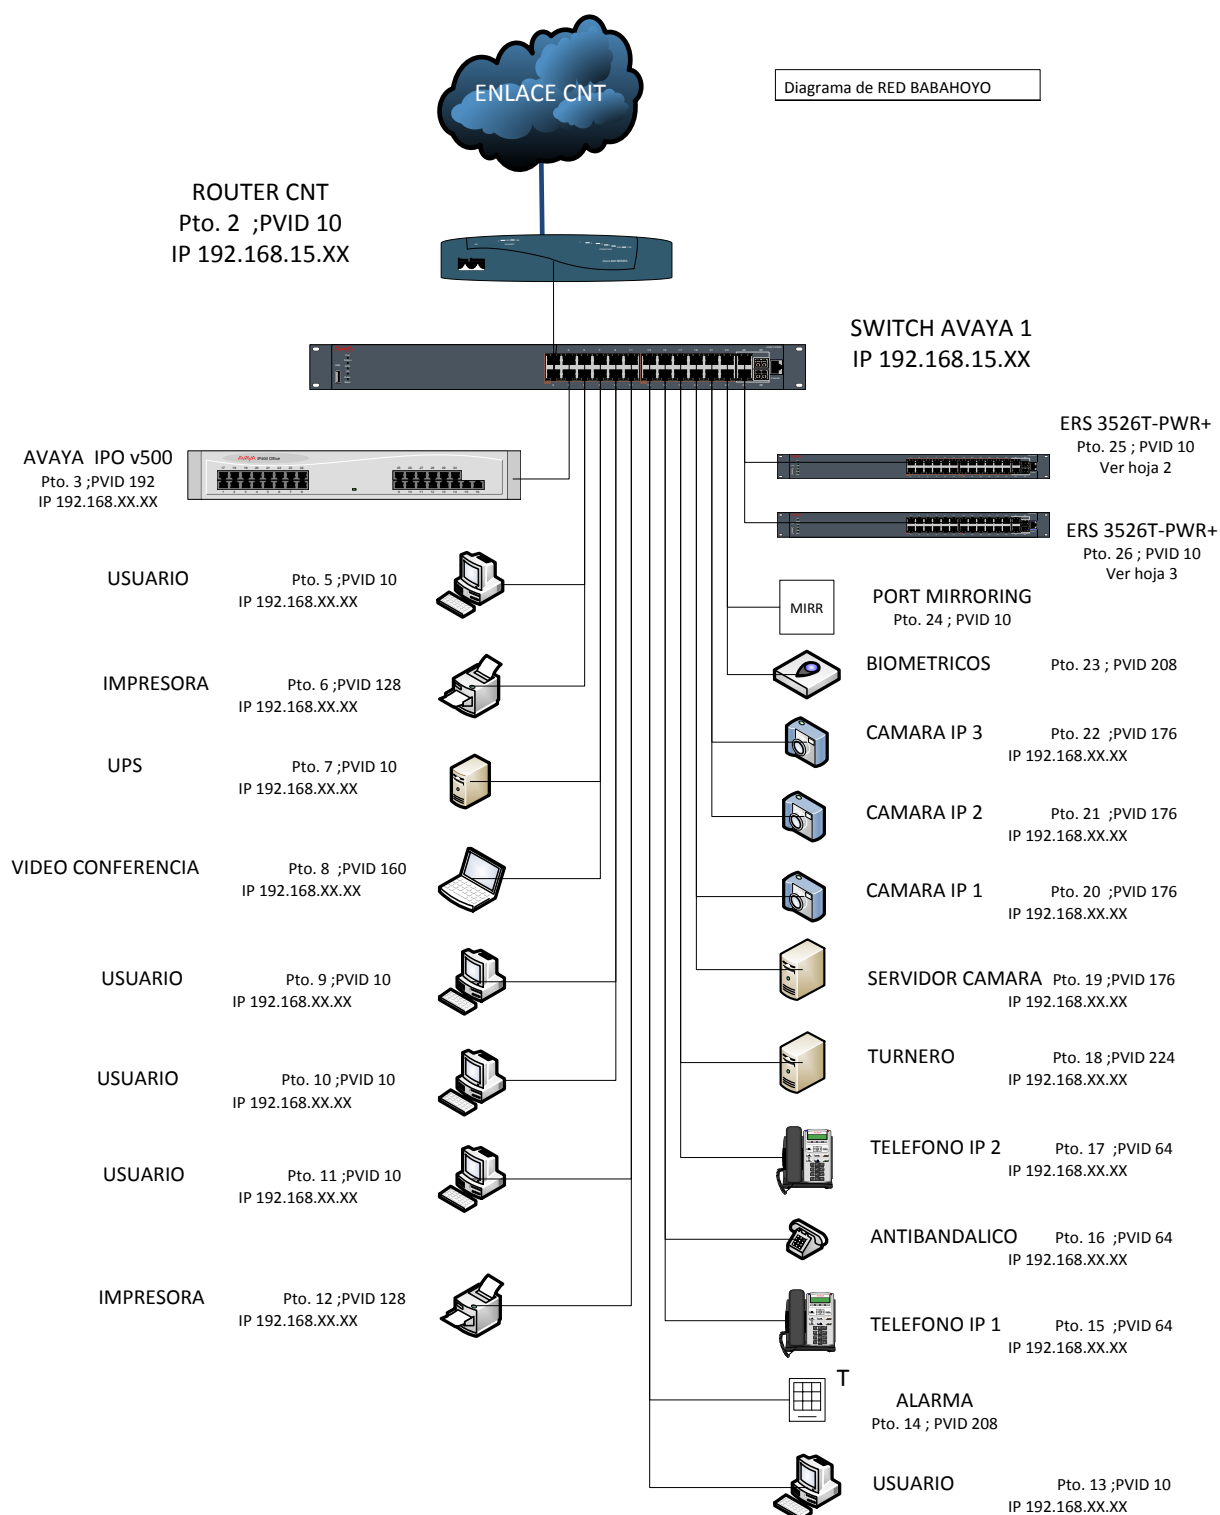 ENLACE CNT
Diagrama de RED BABAHOYO
ROUTER CNT
Pto. 2 ;PVID 10
IP 192.168.15.XX
SWITCH AVAYA 1
IP 192.168.15.XX
AVAYA IPO v500
Pto. 3 ;PVID 192
IP 192.168.XX.XX
ERS 3526T-PWR+
Pto. 25 ; PVID 10
Ver hoja 2
ERS 3526T-PWR+
Pto. 26 ; PVID 10
Ver hoja 3
USUARIO Pto. 5 ;PVID 10
IP 192.168.XX.XX
IMPRESORA Pto. 6 ;PVID 128
IP 192.168.XX.XX
UPS Pto. 7 ;PVID 10
IP 192.168.XX.XX
VIDEO CONFERENCIA Pto. 8 ;PVID 160
IP 192.168.XX.XX
USUARIO Pto. 9 ;PVID 10
IP 192.168.XX.XX
USUARIO Pto. 10 ;PVID 10
IP 192.168.XX.XX
USUARIO Pto. 11 ;PVID 10
IP 192.168.XX.XX
IMPRESORA Pto. 12 ;PVID 128
IP 192.168.XX.XX
MIRR
PORT MIRRORING
Pto. 24 ; PVID 10
BIOMETRICOS Pto. 23 ; PVID 208
CAMARA IP 3 Pto. 22 ;PVID 176
IP 192.168.XX.XX
CAMARA IP 2 Pto. 21 ;PVID 176
IP 192.168.XX.XX
CAMARA IP 1 Pto. 20 ;PVID 176
IP 192.168.XX.XX
SERVIDOR CAMARA Pto. 19 ;PVID 176
IP 192.168.XX.XX
TURNERO Pto. 18 ;PVID 224
IP 192.168.XX.XX
TELEFONO IP 2 Pto. 17 ;PVID 64
IP 192.168.XX.XX
ANTIBANDALICO Pto. 16 ;PVID 64
IP 192.168.XX.XX
TELEFONO IP 1 Pto. 15 ;PVID 64
IP 192.168.XX.XX
T
ALARMA
Pto. 14 ; PVID 208
USUARIO Pto. 13 ;PVID 10
IP 192.168.XX.XX